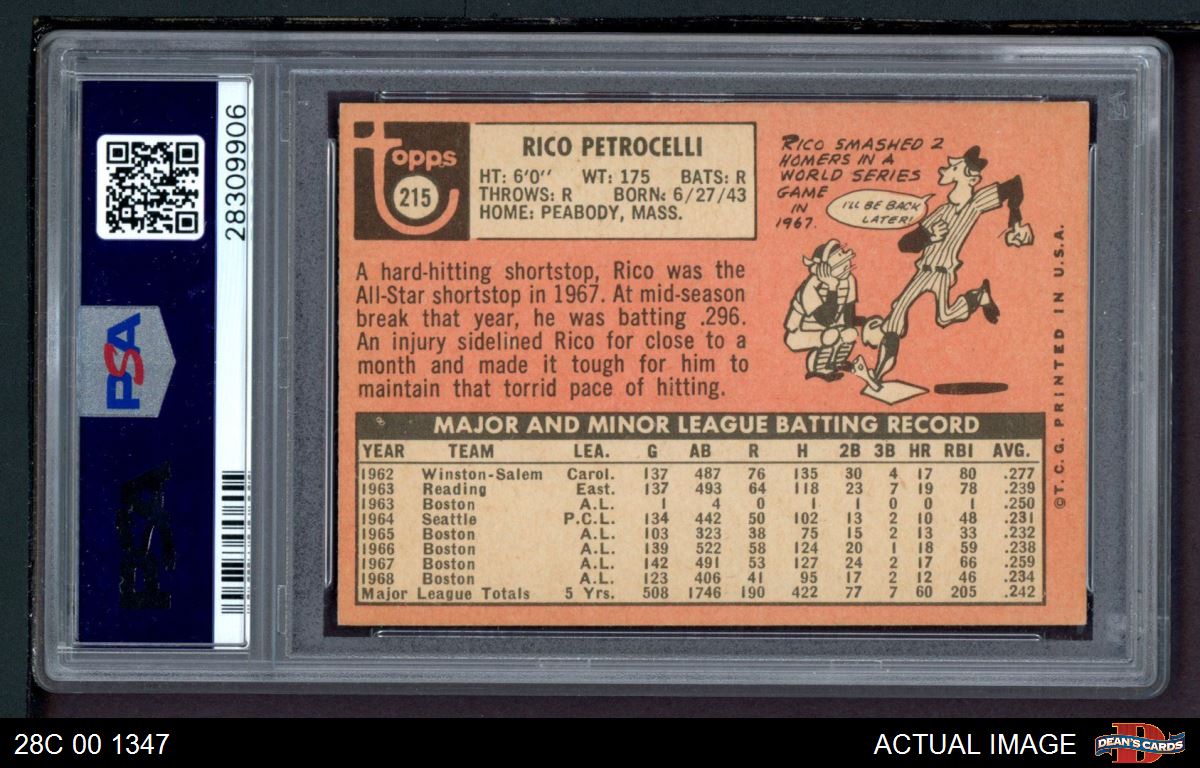 28309906
PSA
PSA
Topps
215
RICO PETROCELLI
HT: 6'0'' WT: 175 BATS: R
THROWS: R BORN: 6/27/43
HOME: PEABODY, MASS.
RICO SMASHED 2
HOMERS IN A
WORLD SERIES
GAME
IN
1967.
I'LL BE BACK
LATER!
A hard-hitting shortstop, Rico was the
All-Star shortstop in 1967. At mid-season
break that year, he was batting .296.
An injury sidelined Rico for close to a
month and made it tough for him to
maintain that torrid pace of hitting.
©T.C.G. PRINTED IN U.S.A.
8 MAJOR AND MINOR LEAGUE BATTING RECORD
YEAR TEAM LEA. G AB R H 2B 3B HR RBI AVG.
1962 Winston-Salem Carol. 137 487 76 135 30 4 17 80 .277
1963 Reading East. 137 493 64 118 23 7 19 78 .239
1963 Boston A.L. 1 4 0 1 1 0 0 1 .250
1964 Seattle P.C.L. 134 442 50 102 13 2 10 48 .231
1965 Boston A.L. 103 323 38 75 15 2 13 33 .232
1966 Boston A.L. 139 522 58 124 20 1 18 59 .238
1967 Boston A.L. 142 491 53 127 24 2 17 66 .259
1968 Boston A.L. 123 406 41 95 17 2 12 46 .234
Major League Totals 5 Yrs. 508 1746 190 422 77 7 60 205 .242
28C 00 1347
ACTUAL IMAGE
DEAN'S CARDS